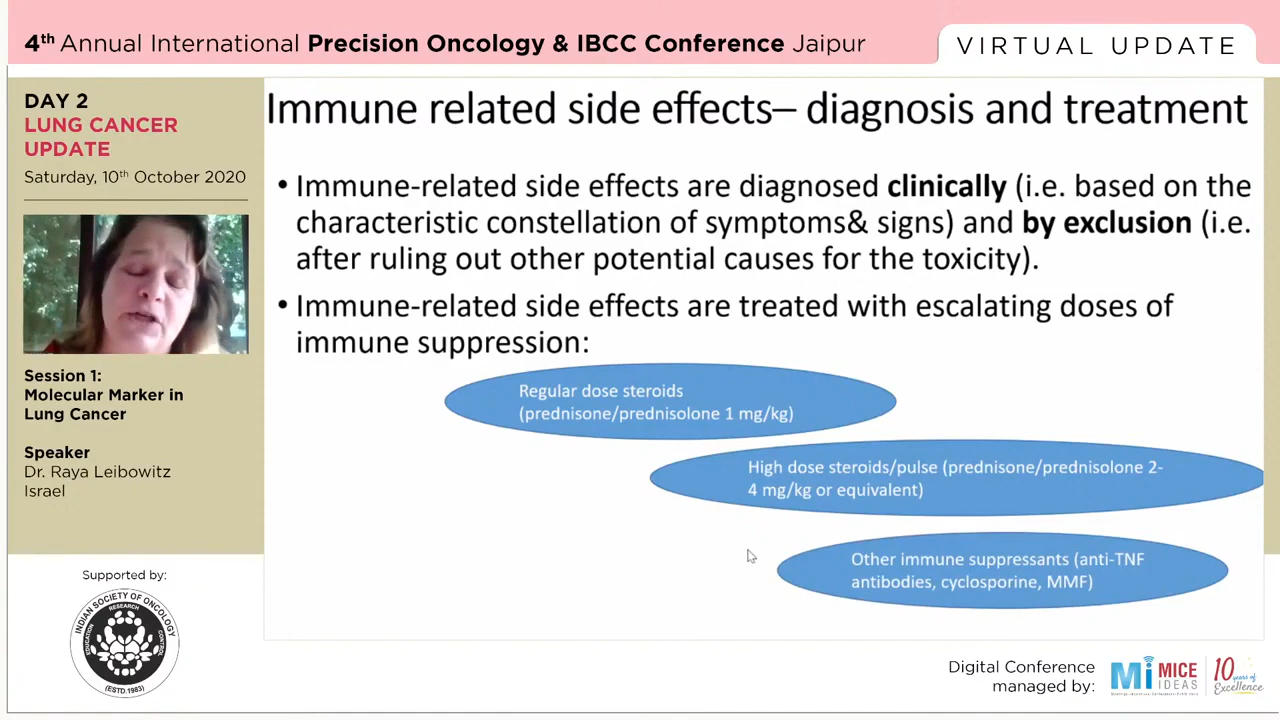 4th Annual International Precision Oncology & IBCC Conference Jaipur
VIRTUAL UPDATE
DAY 2
LUNG CANCER
UPDATE
Saturday, 10th October 2020
Session 1:
Molecular Marker in
Lung Cancer
Speaker
Dr. Raya Leibowitz
Israel
Supported by:
INDIAN SOCIETY OF ONCOLOGY
EDUCATION
RESEARCH
CONTROL
(ESTD.1983)
Immune related side effects– diagnosis and treatment
• Immune-related side effects are diagnosed clinically (i.e. based on the
characteristic constellation of symptoms& signs) and by exclusion (i.e.
after ruling out other potential causes for the toxicity).
• Immune-related side effects are treated with escalating doses of
immune suppression:
Regular dose steroids
(prednisone/prednisolone 1 mg/kg)
High dose steroids/pulse (prednisone/prednisolone 2-
4 mg/kg or equivalent)
Other immune suppressants (anti-TNF
antibodies, cyclosporine, MMF)
Digital Conference
managed by:
Mi MICE
IDEAS
10 years of
Excellence